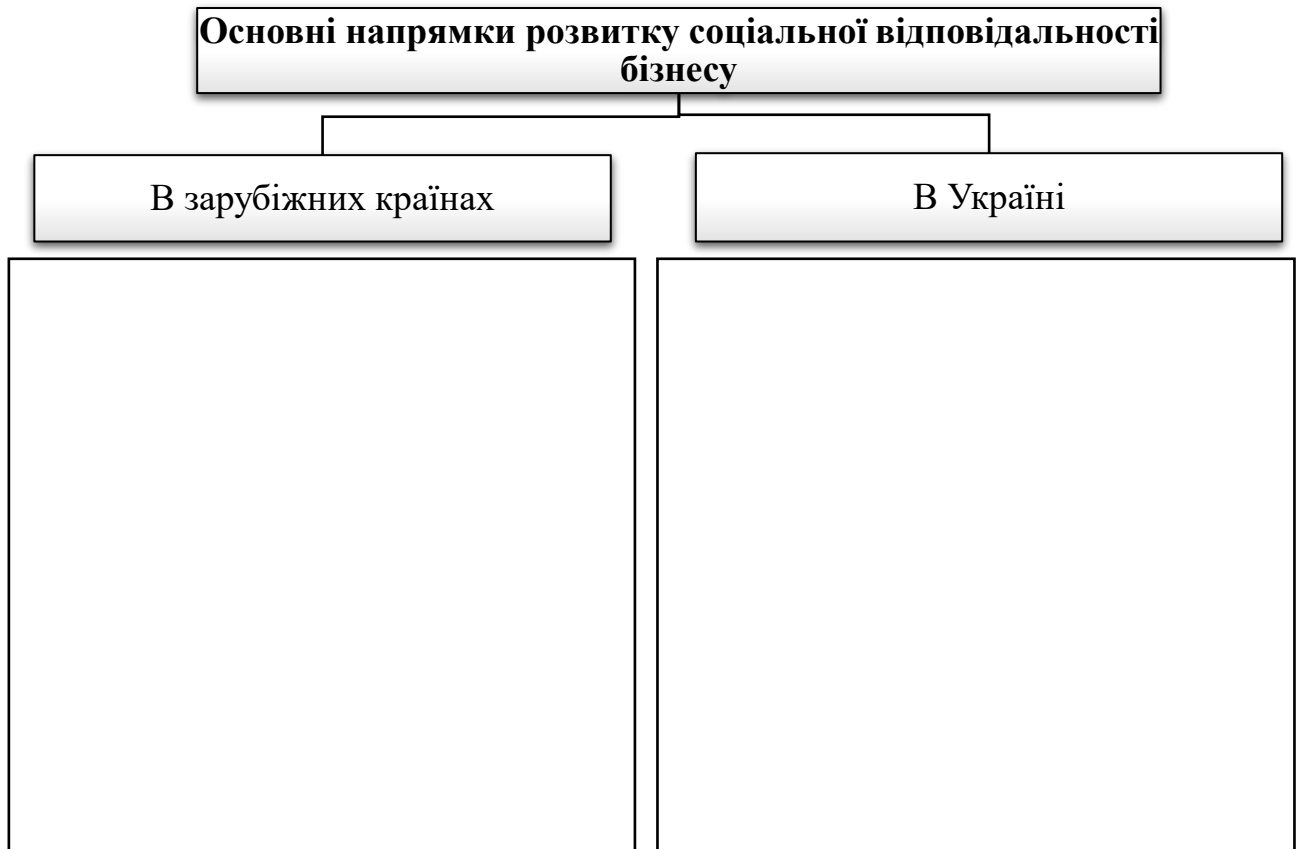 Основні напрямки розвитку соціальної відповідальності
бізнесу
В зарубіжних країнах
В Україні